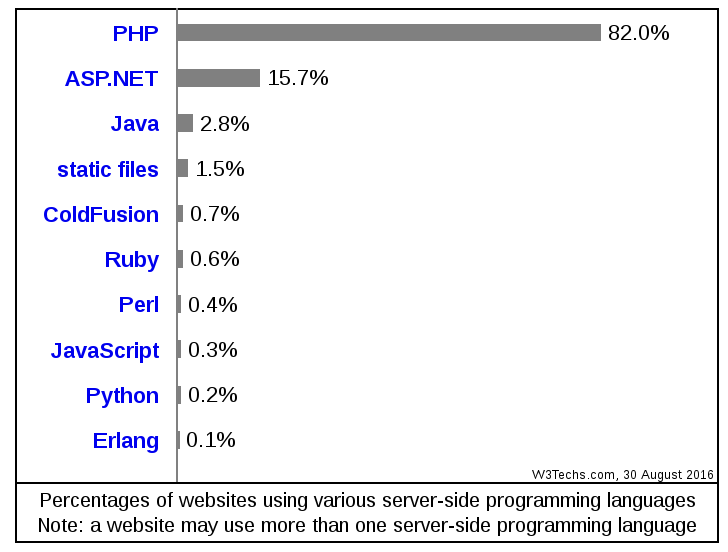 PHP 82.0%
ASP.NET 15.7%
Java 2.8%
static files 1.5%
ColdFusion 0.7%
Ruby 0.6%
Perl 0.4%
JavaScript 0.3%
Python 0.2%
Erlang 0.1%
W3Techs.com, 30 August 2016
Percentages of websites using various server-side programming languages
Note: a website may use more than one server-side programming language